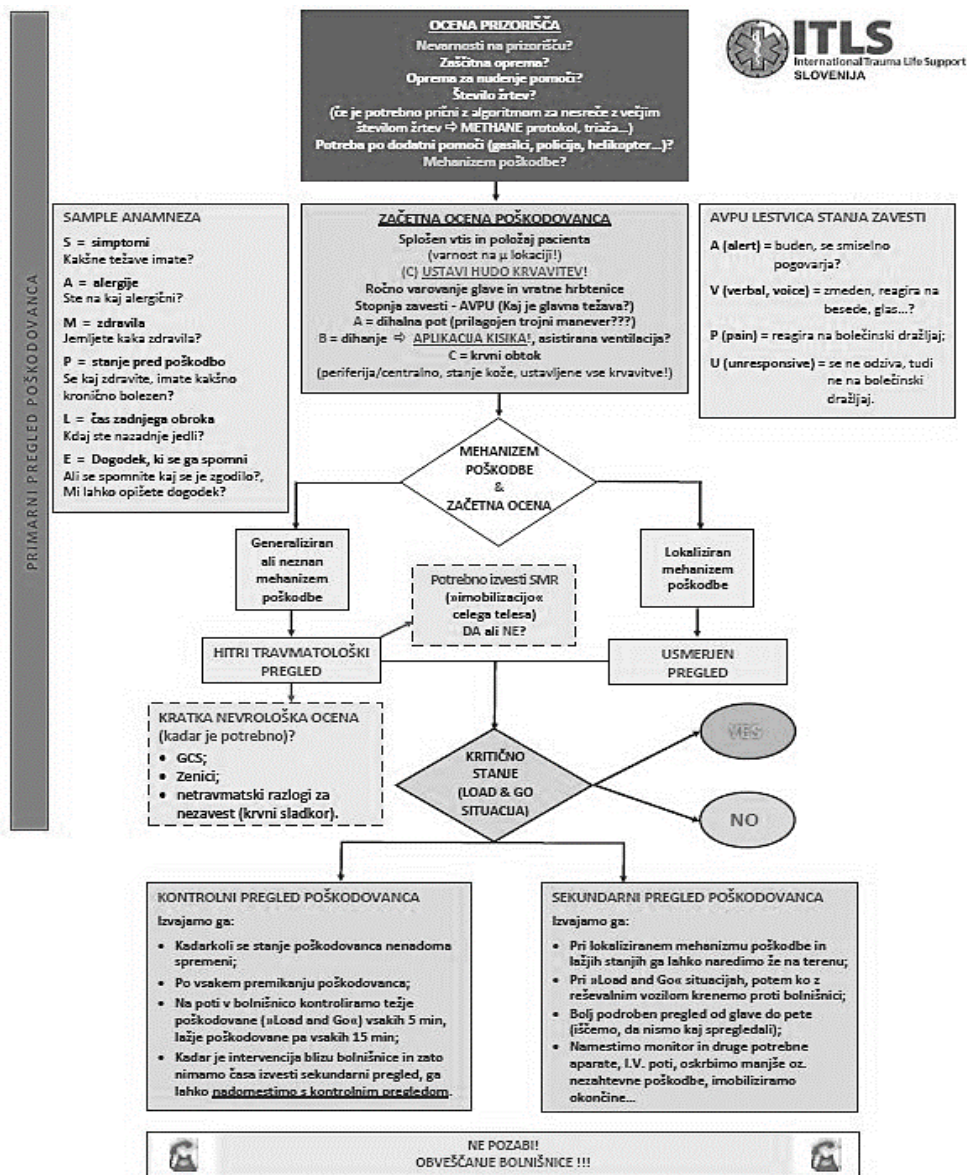 OCENA PRIZORIŠČA
Nevarnosti na prizorišču?
Zaščitna oprema?
Oprema za nudenje pomoči?
Število žrtev?
(če je potrebno prični z algoritmom za nesreče z večjim
številom žrtev ⇨ METHANE protokol, triaža...)
Potreba po dodatni pomoči (gasilci, policija, helikopter...)?
Mehanizem poškodbe?
ITLS
International Trauma Life Support
SLOVENIJA
PRIMARNI PREGLED POŠKODOVANCA
SAMPLE ANAMNEZA
S = simptomi
Kakšne težave imate?
A = alergije
Ste na kaj alergični?
M = zdravila
Jemljete kaka zdravila?
P = stanje pred poškodbo
Se kaj zdravite, imate kakšno
kronično bolezen?
L = čas zadnjega obroka
Kdaj ste nazadnje jedli?
E = Dogodek, ki se ga spomni
Ali se spomnite kaj se je zgodilo?,
Mi lahko opišete dogodek?
ZAČETNA OCENA POŠKODOVANCA
Splošen vtis in položaj pacienta
(varnost na µ lokaciji!)
(C) USTAVI HUDO KRVAVITEV!
Ročno varovanje glave in vratne hrbtenice
Stopnja zavesti - AVPU (Kaj je glavna težava?)
A = dihalna pot (prilagojen trojni manever???)
B = dihanje ⇨ APLIKACIJA KISIKA!, asistirana ventilacija?
C = krvni obtok
(periferija/centralno, stanje kože, ustavljene vse krvavitve!)
AVPU LESTVICA STANJA ZAVESTI
A (alert) = buden, se smiselno
pogovarja?
V (verbal, voice) = zmeden, reagira na
besede, glas...?
P (pain) = reagira na bolečinski dražljaj;
U (unresponsive) = se ne odziva, tudi
ne na bolečinski
dražljaj.
MEHANIZEM
POŠKODBE
&
ZAČETNA OCENA
Generaliziran
ali neznan
mehanizem
poškodbe
Potrebno izvesti SMR
(»imobilizacijo«
celega telesa)
DA ali NE?
Lokaliziran
mehanizem
poškodbe
HITRI TRAVMATOLOŠKI
PREGLED
USMERJEN
PREGLED
KRATKA NEVROLOŠKA OCENA
(kadar je potrebno)?
• GCS;
• Zenici;
• netravmatski razlogi za
nezavest (krvni sladkor).
KRITIČNO
STANJE
(LOAD & GO
SITUACIJA)
YES
NO
KONTROLNI PREGLED POŠKODOVANCA
Izvajamo ga:
• Kadarkoli se stanje poškodovanca nenadoma
spremeni;
• Po vsakem premikanju poškodovanca;
• Na poti v bolnišnico kontroliramo težje
poškodovane (»Load and Go«) vsakih 5 min,
lažje poškodovane pa vsakih 15 min;
• Kadar je intervencija blizu bolnišnice in zato
nimamo časa izvesti sekundarni pregled, ga
lahko nadomestimo s kontrolnim pregledom.
SEKUNDARNI PREGLED POŠKODOVANCA
Izvajamo ga:
• Pri lokaliziranem mehanizmu poškodbe in
lažjih stanjih ga lahko naredimo že na terenu;
• Pri »Load and Go« situacijah, potem ko z
reševalnim vozilom krenemo proti bolnišnici;
• Bolj podroben pregled od glave do pete
(iščemo, da nismo kaj spregledali);
• Namestimo monitor in druge potrebne
aparate, I.V. poti, oskrbimo manjše oz.
nezahtevne poškodbe, imobiliziramo
okončine...
NE POZABI!
OBVEŠČANJE BOLNIŠNICE !!!